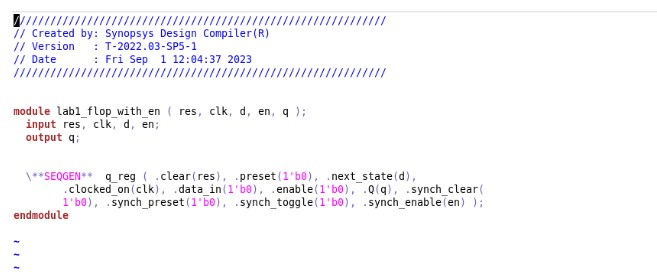 //////////////////////////////////////////////////////////////
// Created by: Synopsys Design Compiler(R)
// Version   : T-2022.03-SP5-1
// Date      : Fri Sep  1 12:04:37 2023
//////////////////////////////////////////////////////////////
module lab1_flop_with_en ( res, clk, d, en, q );
  input res, clk, d, en;
  output q;
  \**SEQGEN**  q_reg ( .clear(res), .preset(1'b0), .next_state(d), 
        .clocked_on(clk), .data_in(1'b0), .enable(1'b0), .Q(q), .synch_clear(
        1'b0), .synch_preset(1'b0), .synch_toggle(1'b0), .synch_enable(en) );
endmodule
~
~
~